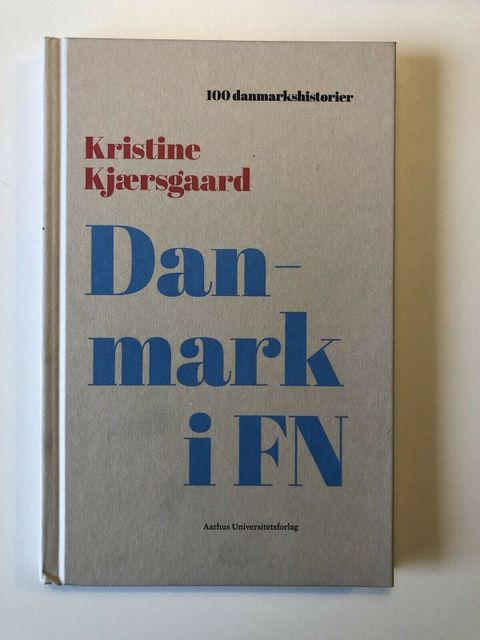 100 danmarkshistorier
Kristine
Kjærsgaard
Dan-
mark
i FN
Aarhus Universitetsforlag